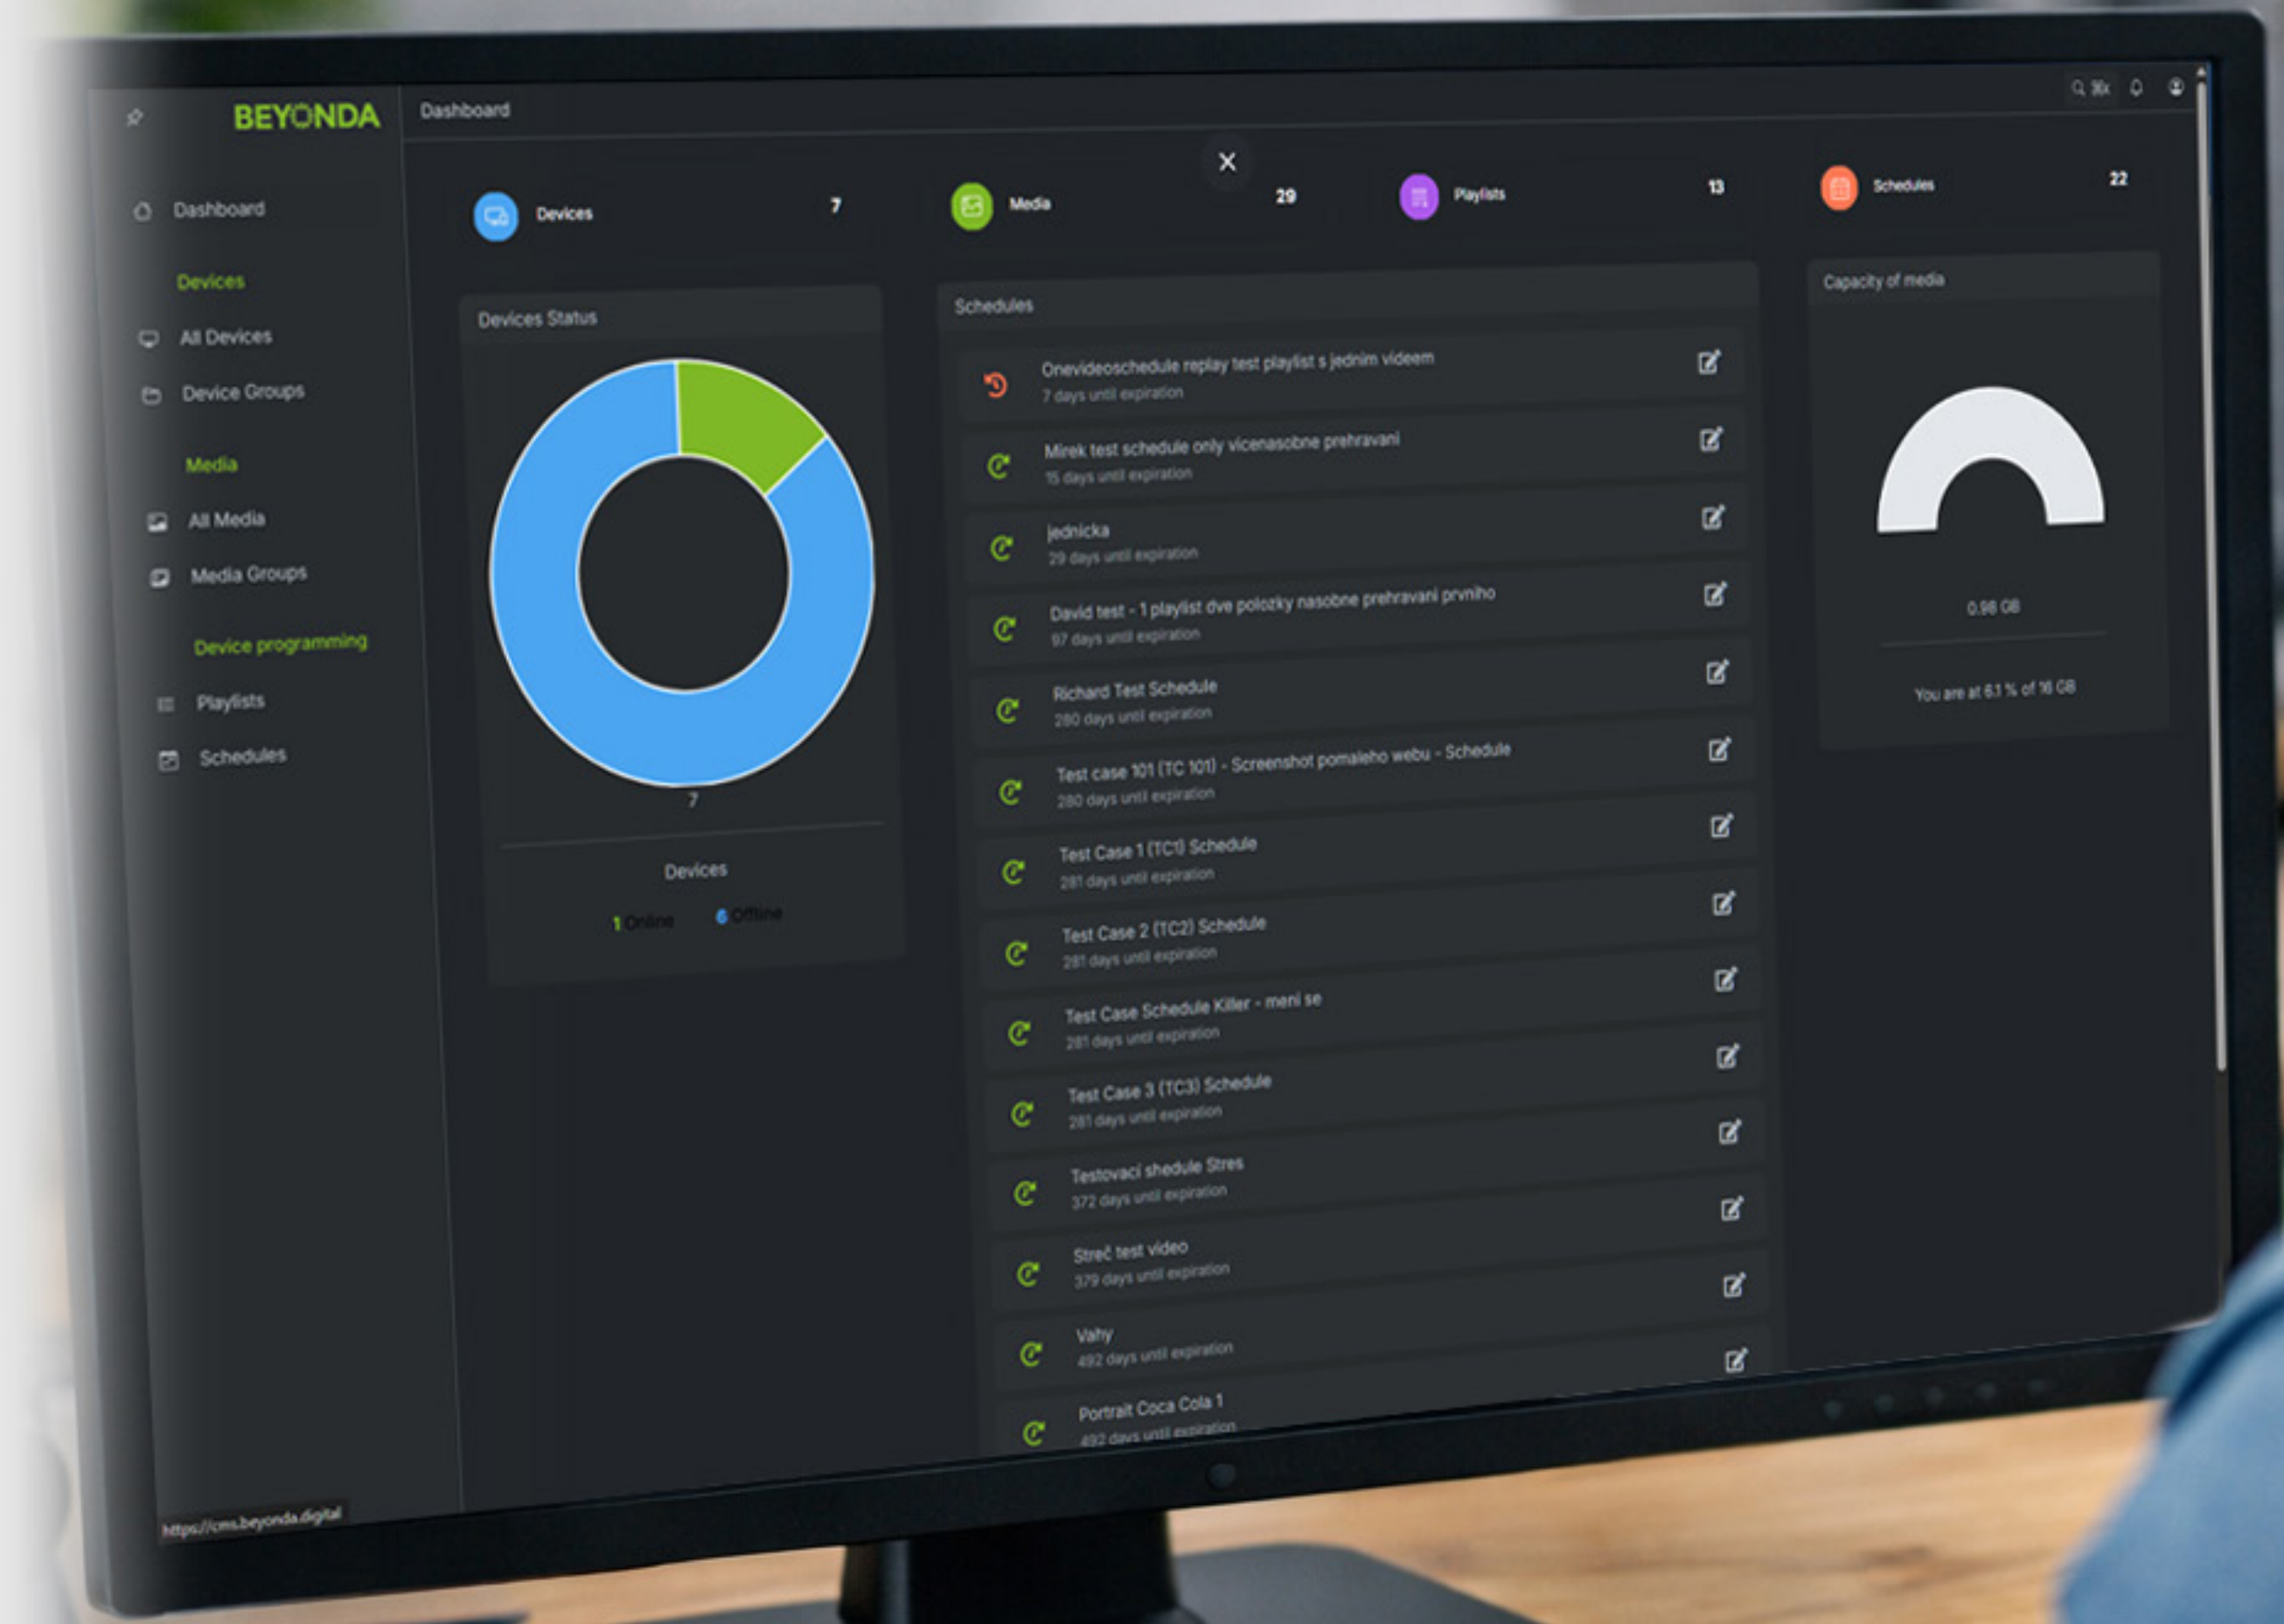 BEYONDA
Dashboard
Dashboard
Devices
All Devices
Device Groups
Media
All Media
Media Groups
Device programming
Playlists
Schedules
Devices 7
Media 29
Playlists 13
Schedules 22
Devices Status
7
Devices
1 Online 6 Offline
Schedules
Onevideoschedule replay test playlist s jednim videem
7 days until expiration
Mirek test schedule only vicenasobne prehravani
15 days until expiration
jednicka
29 days until expiration
David test - 1 playlist dve polozky nasobne prehravani prvniho
97 days until expiration
Richard Test Schedule
280 days until expiration
Test case 101 (TC 101) - Screenshot pomaleho webu - Schedule
280 days until expiration
Test Case 1 (TC1) Schedule
281 days until expiration
Test Case 2 (TC2) Schedule
281 days until expiration
Test Case Schedule Killer - meni se
281 days until expiration
Test Case 3 (TC3) Schedule
281 days until expiration
Testovací shedule Stres
372 days until expiration
Streč test video
379 days until expiration
Vahy
492 days until expiration
Portrait Coca Cola 1
492 days until expiration
Capacity of media
0.98 GB
You are at 6.1 % of 16 GB
https://cms.beyonda.digital